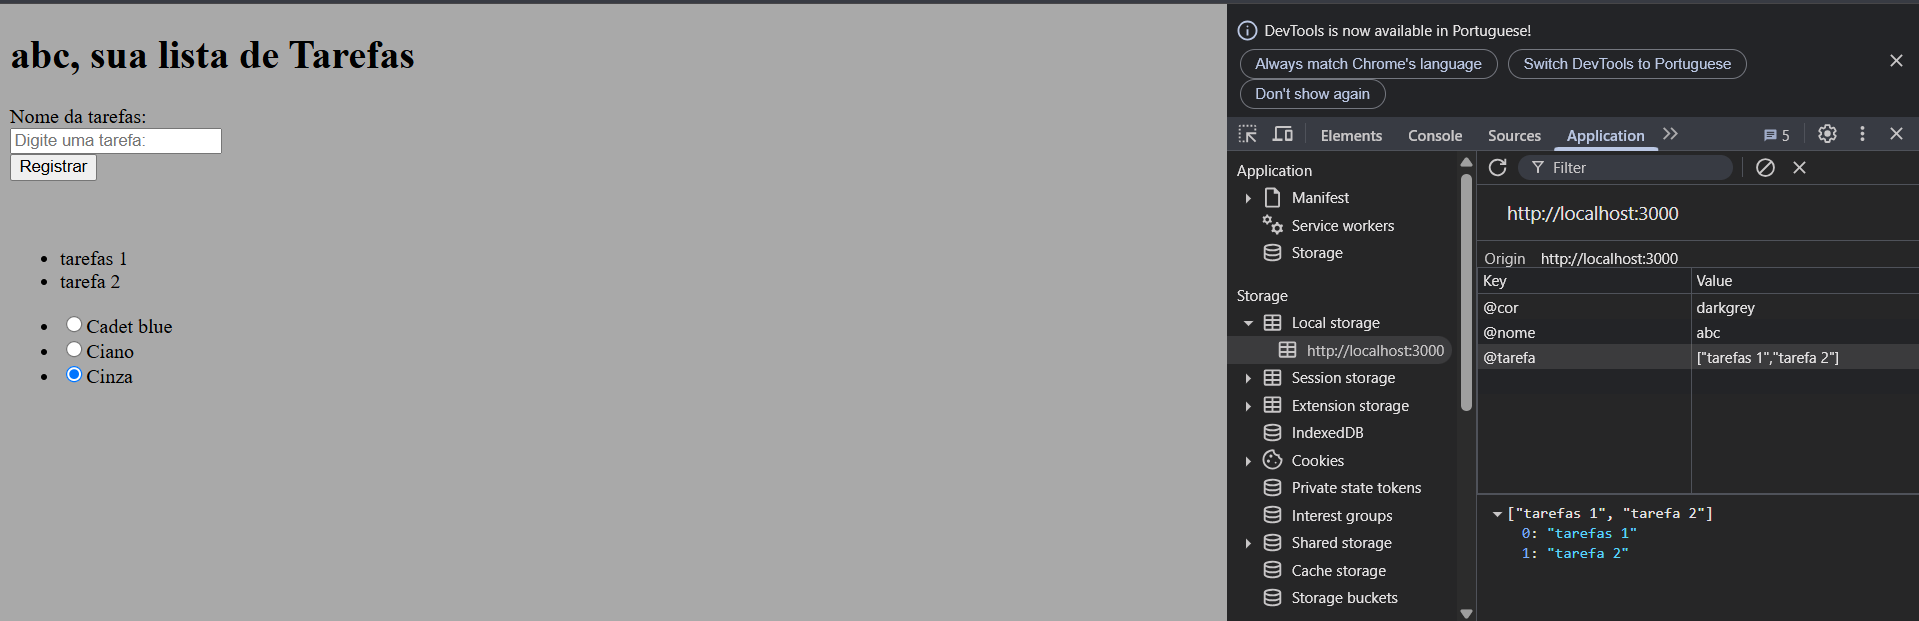 abc, sua lista de Tarefas
Nome da tarefas:
Digite uma tarefa:
Registrar
tarefas 1
tarefa 2
Cadet blue
Ciano
Cinza
DevTools is now available in Portuguese!
Always match Chrome's language
Switch DevTools to Portuguese
Don't show again
Elements Console Sources Application 5
Application
Manifest
Service workers
Storage
Storage
Local storage
http://localhost:3000
Session storage
Extension storage
IndexedDB
Cookies
Private state tokens
Interest groups
Shared storage
Cache storage
Storage buckets
Filter
http://localhost:3000
Origin http://localhost:3000
Key Value
@cor darkgrey
@nome abc
@tarefa ["tarefas 1","tarefa 2"]
["tarefas 1", "tarefa 2"]
0: "tarefas 1"
1: "tarefa 2"